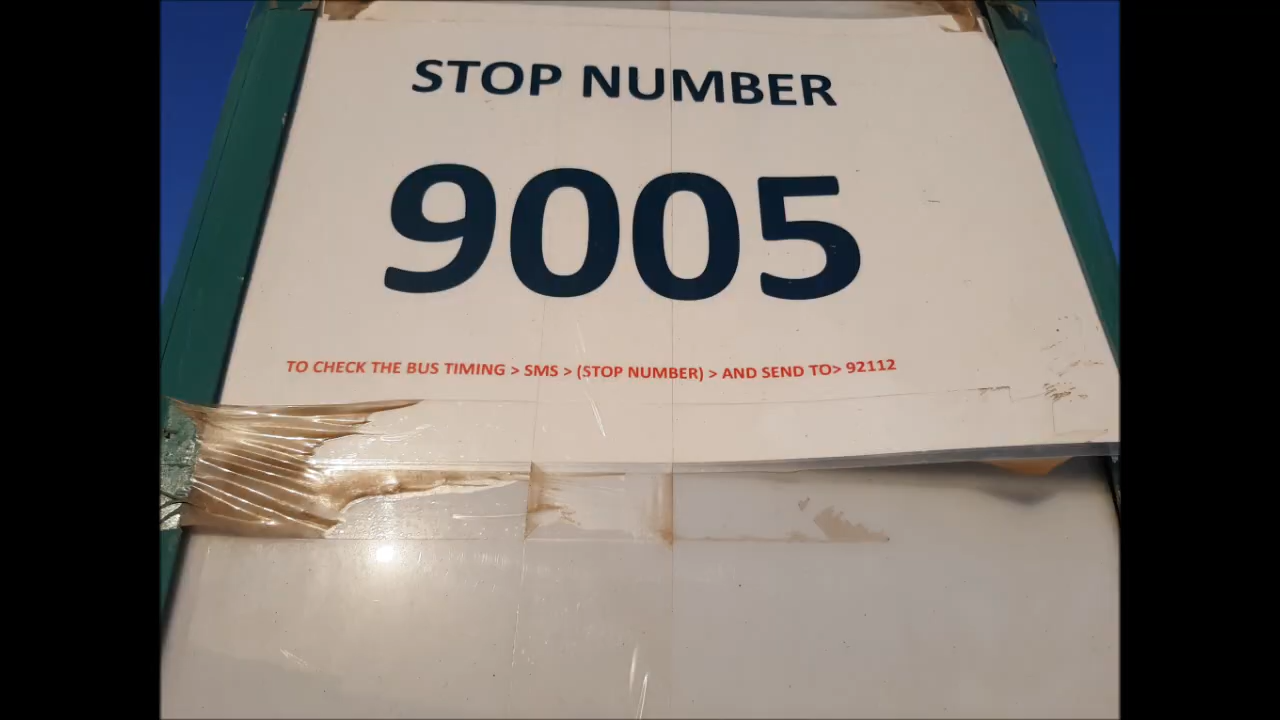 STOP NUMBER
9005
TO CHECK THE BUS TIMING > SMS > (STOP NUMBER) > AND SEND TO> 92112